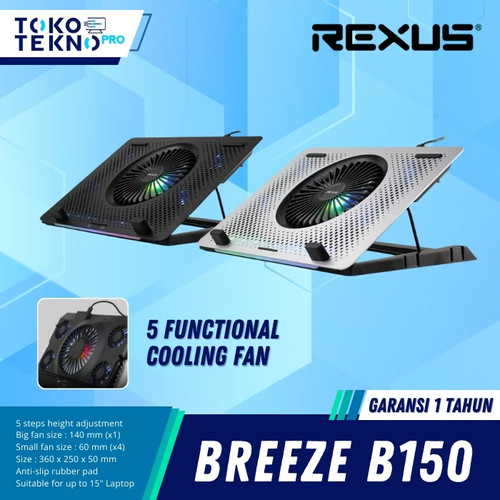 TOKO
TEKNO PRO
REXUS®
5 FUNCTIONAL
COOLING FAN
GARANSI 1 TAHUN
5 steps height adjustment
Big fan size : 140 mm (x1)
Small fan size : 60 mm (x4)
Size : 360 x 250 x 50 mm
Anti-slip rubber pad
Suitable for up to 15" Laptop
BREEZE B150